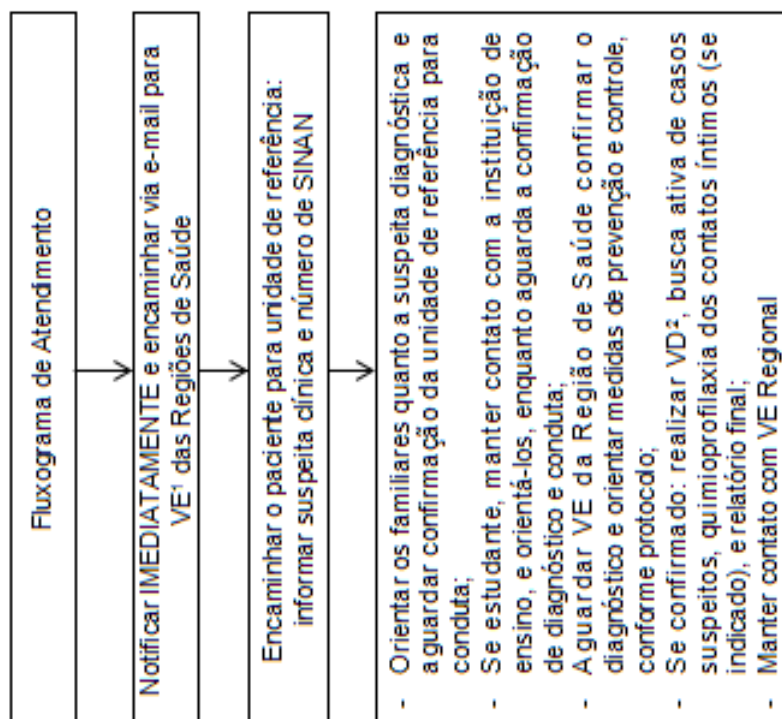 Fluxograma de Atendimento
Notificar IMEDIATAMENTE e encaminhar via e-mail para
VE¹ das Regiões de Saúde
Encaminhar o paciente para unidade de referência:
informar suspeita clínica e número de SINAN
- Orientar os familiares quanto a suspeita diagnóstica e
aguardar confirmação da unidade de referência para
conduta;
- Se estudante, manter contato com a instituição de
ensino, e orientá-los, enquanto aguarda a confirmação
de diagnóstico e conduta;
- Aguardar VE da Região de Saúde confirmar o
diagnóstico e orientar medidas de prevenção e controle,
conforme protocolo;
- Se confirmado: realizar VD², busca ativa de casos
suspeitos, quimioprofilaxia dos contatos íntimos (se
indicado), e relatório final;
- Manter contato com VE Regional